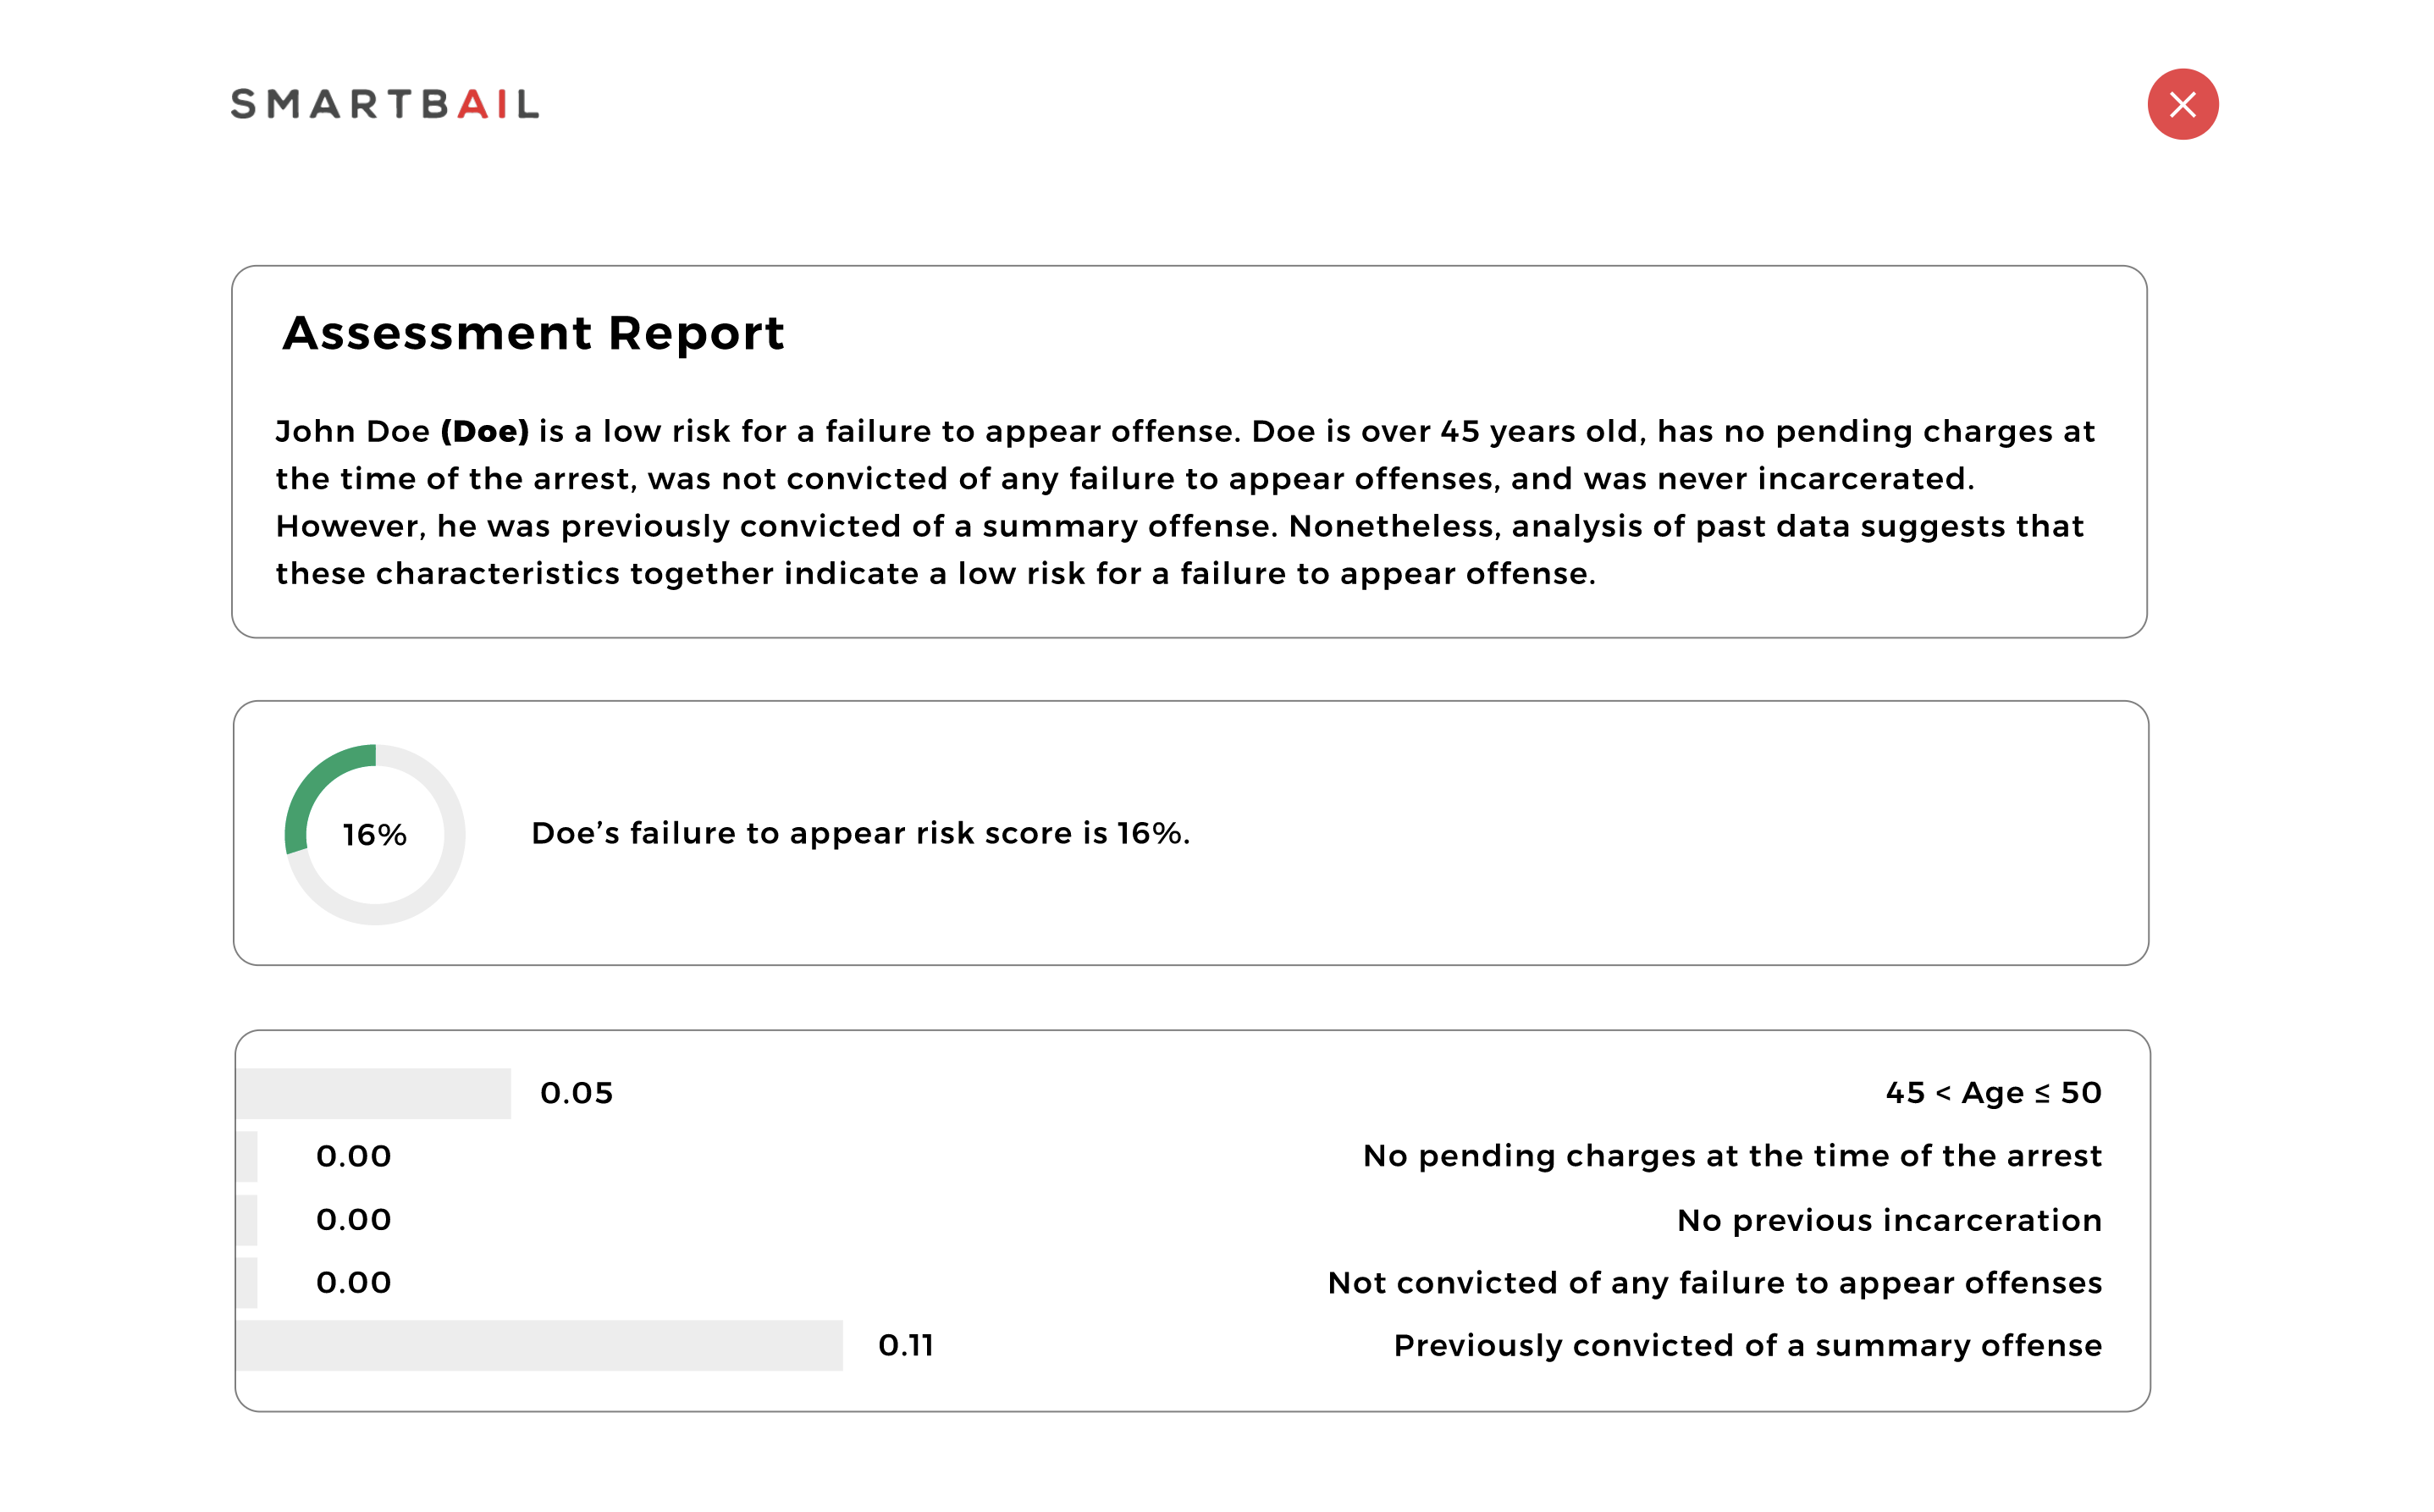 SMARTBAIL
Assessment Report
John Doe (Doe) is a low risk for a failure to appear offense. Doe is over 45 years old, has no pending charges at
the time of the arrest, was not convicted of any failure to appear offenses, and was never incarcerated.
However, he was previously convicted of a summary offense. Nonetheless, analysis of past data suggests that
these characteristics together indicate a low risk for a failure to appear offense.
16% Doe’s failure to appear risk score is 16%.
0.05 45 < Age ≤ 50
0.00 No pending charges at the time of the arrest
0.00 No previous incarceration
0.00 Not convicted of any failure to appear offenses
0.11 Previously convicted of a summary offense